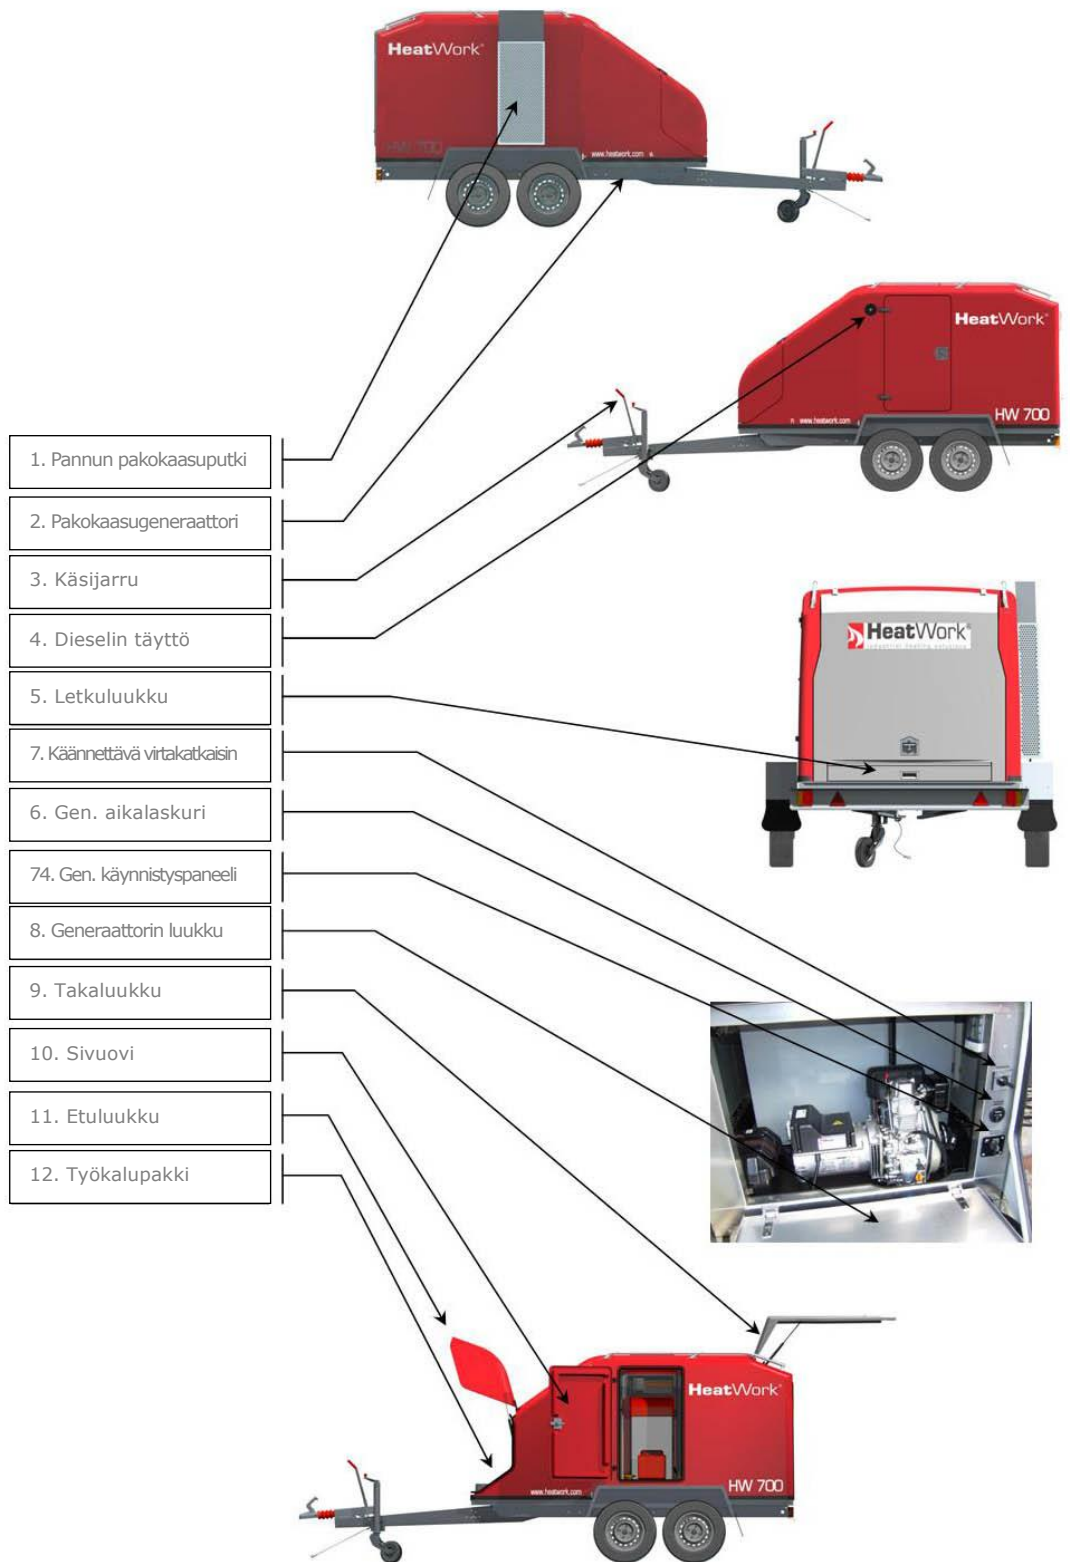 HeatWork
HW 700
www.heatwork.com
HeatWork
HW 700
www.heatwork.com
1. Pannun pakokaasuputki
2. Pakokaasugeneraattori
3. Käsijarru
4. Dieselin täyttö
5. Letkuluukku
7. Käännettävä virtakatkaisin
6. Gen. aikalaskuri
74. Gen. käynnistyspaneeli
8. Generaattorin luukku
9. Takaluukku
10. Sivuovi
11. Etuluukku
12. Työkalupakki
HeatWork®
HeatWork
HW 700
www.heatwork.com